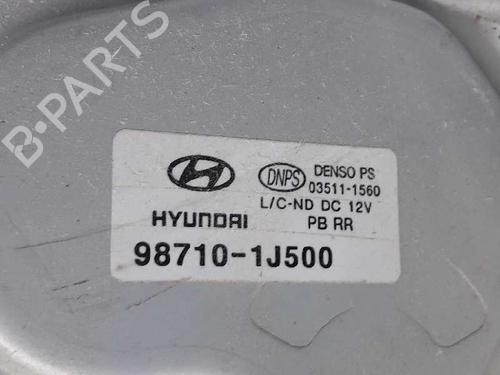 B-PARTS
DNPS
DENSO PS
03511-1560
L/C-ND DC 12V
HYUNDAI
PB RR
98710-1J500